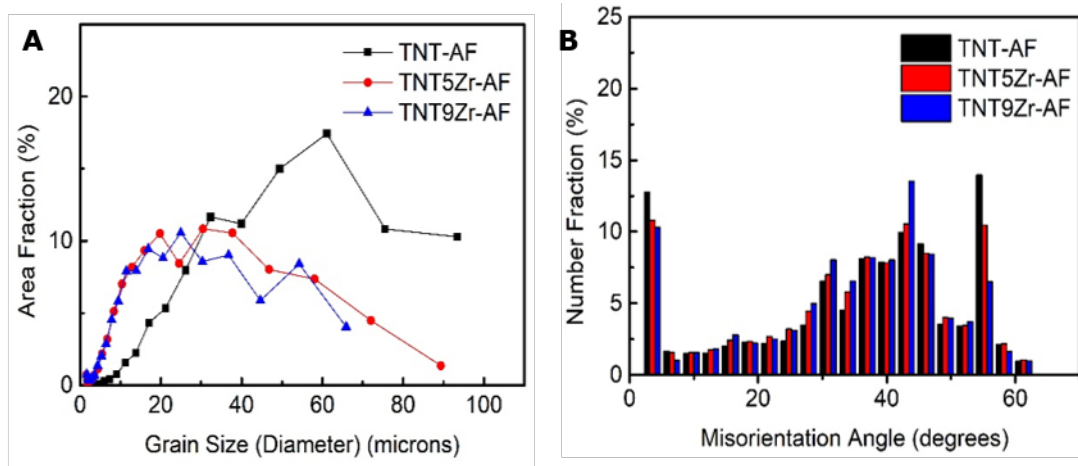 A
TNT-AF
TNT5Zr-AF
TNT9Zr-AF
Area Fraction (%)
20
10
0
0 20 40 60 80 100
Grain Size (Diameter) (microns)
B
TNT-AF
TNT5Zr-AF
TNT9Zr-AF
Number Fraction (%)
25
20
15
10
5
0
0 20 40 60
Misorientation Angle (degrees)